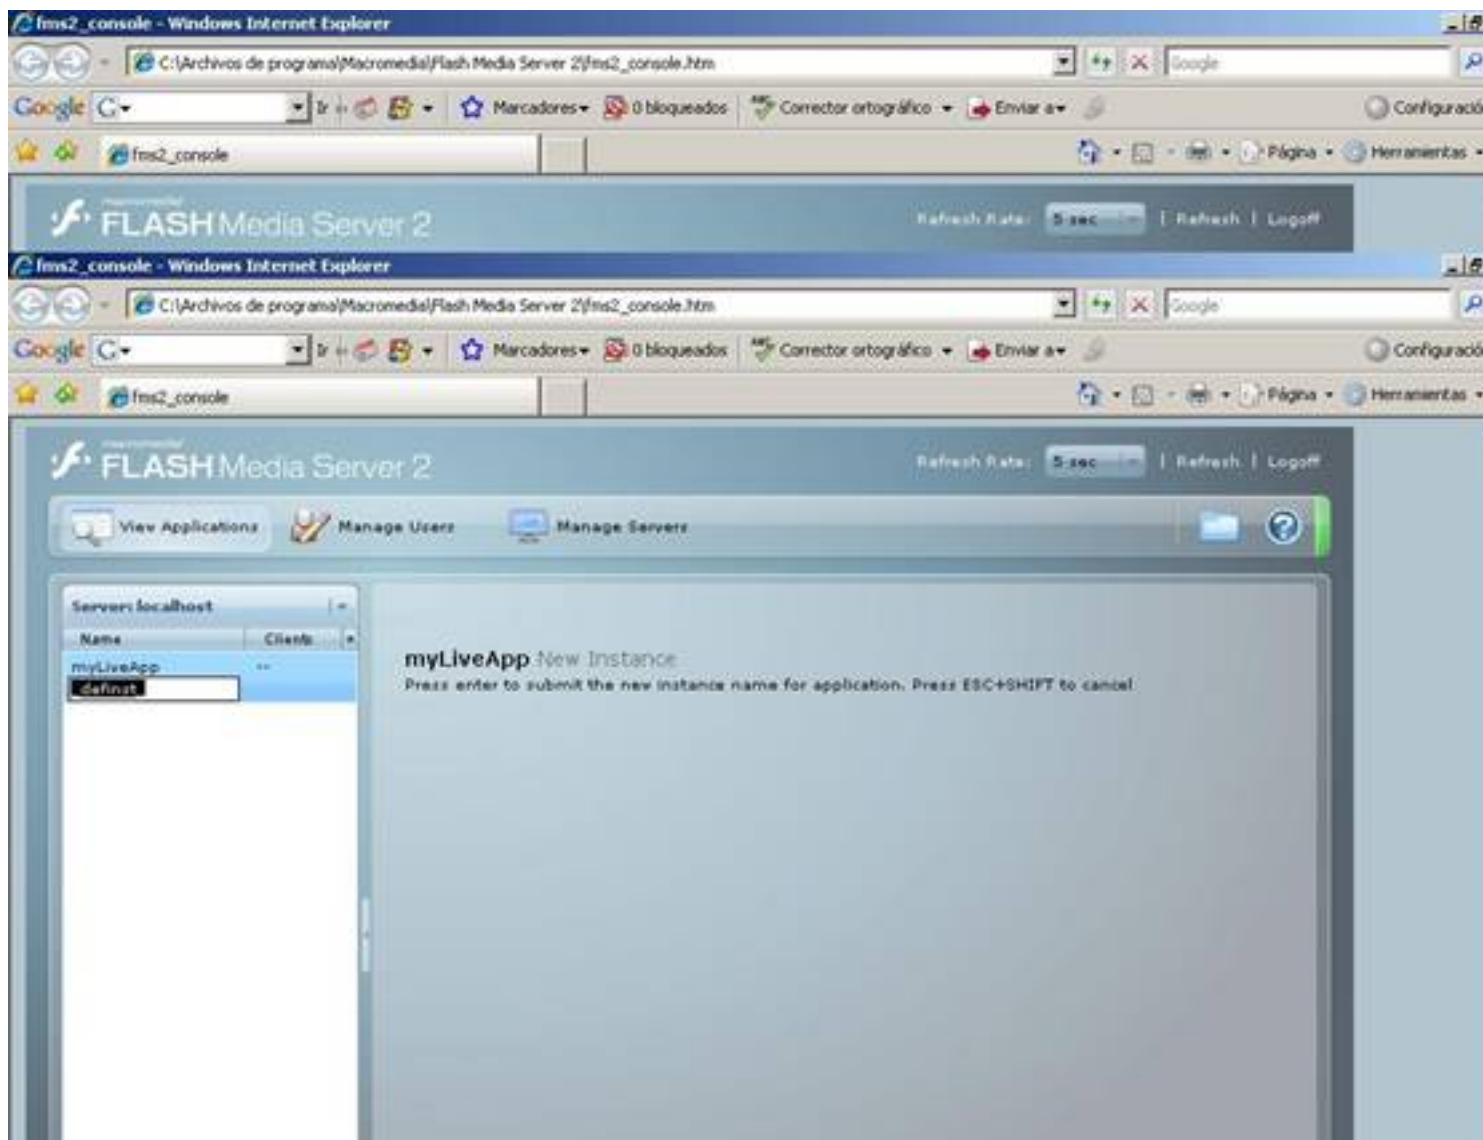 fms2_console - Windows Internet Explorer
C:\Archivos de programa\Macromedia\Flash Media Server 2\fms2_console.htm Google
Google G Ir Marcadores 0 bloqueados Corrector ortográfico Enviar a Configuració
fms2_console Página Herramientas
macromedia
FLASH Media Server 2 Refresh Rate: 5 sec | Refresh | Logoff
fms2_console - Windows Internet Explorer
C:\Archivos de programa\Macromedia\Flash Media Server 2\fms2_console.htm Google
Google G Ir Marcadores 0 bloqueados Corrector ortográfico Enviar a Configuració
fms2_console Página Herramientas
macromedia
FLASH Media Server 2 Refresh Rate: 5 sec | Refresh | Logoff
View Applications Manage Users Manage Servers
Server: localhost
Name Clients
myLiveApp --
_definst_
myLiveApp New Instance
Press enter to submit the new instance name for application. Press ESC+SHIFT to cancel